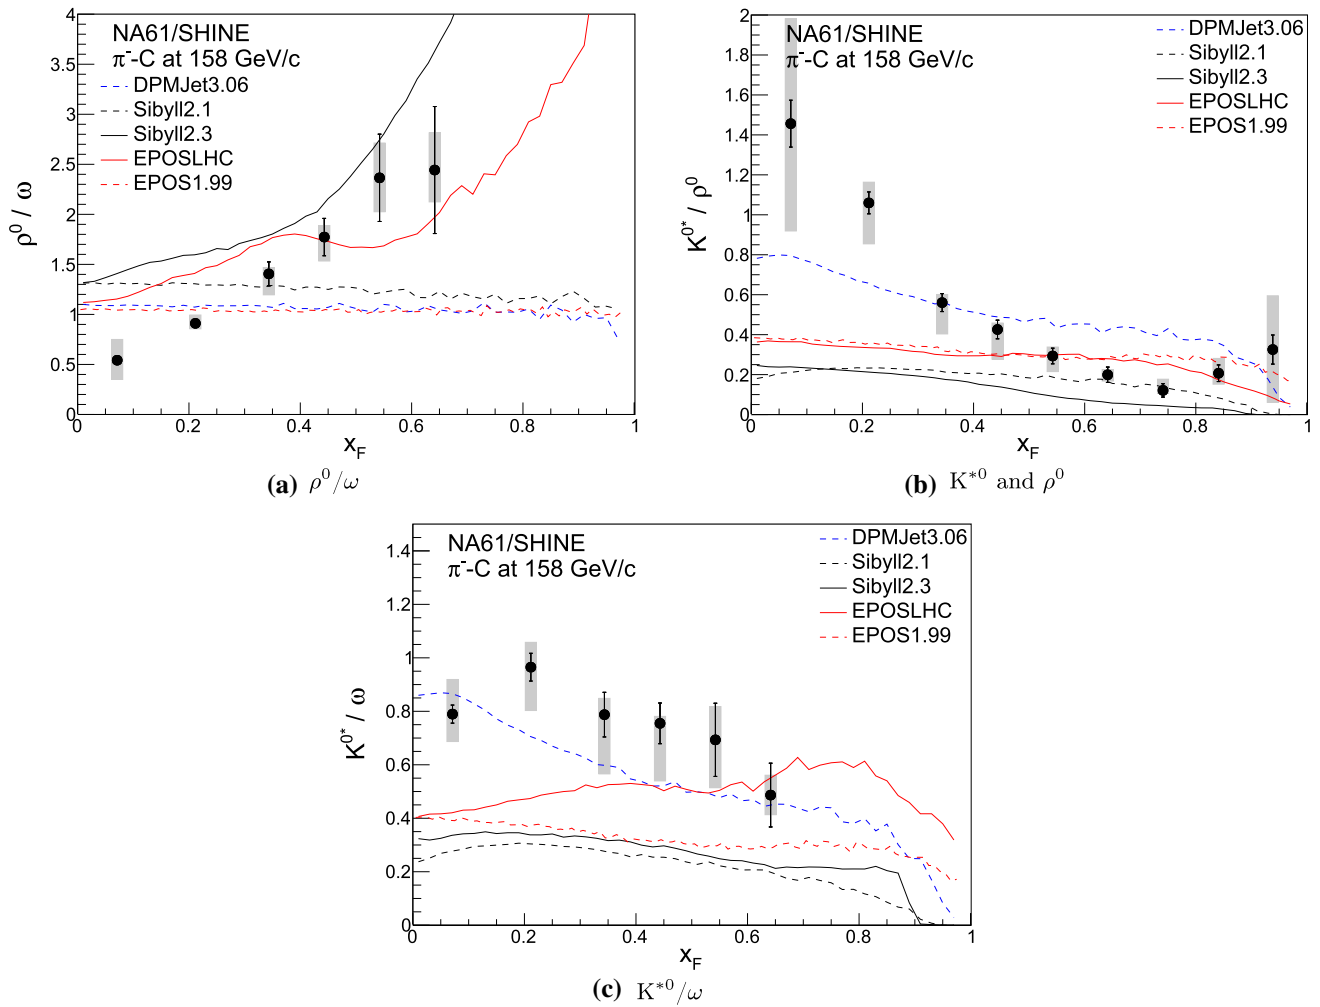 4
3.5
3
2.5
2
1.5
1
0.5
0
ρ⁰ / ω
NA61/SHINE
π⁻-C at 158 GeV/c
DPMJet3.06
Sibyll2.1
Sibyll2.3
EPOSLHC
EPOS1.99
0 0.2 0.4 0.6 0.8 1
x_F
(a) ρ⁰/ω
2
1.8
1.6
1.4
1.2
1
0.8
0.6
0.4
0.2
0
K⁰* / ρ⁰
NA61/SHINE
π⁻-C at 158 GeV/c
DPMJet3.06
Sibyll2.1
Sibyll2.3
EPOSLHC
EPOS1.99
0 0.2 0.4 0.6 0.8 1
x_F
(b) K*⁰ and ρ⁰
1.4
1.2
1
0.8
0.6
0.4
0.2
0
K⁰* / ω
NA61/SHINE
π⁻-C at 158 GeV/c
DPMJet3.06
Sibyll2.1
Sibyll2.3
EPOSLHC
EPOS1.99
0 0.2 0.4 0.6 0.8 1
x_F
(c) K*⁰/ω